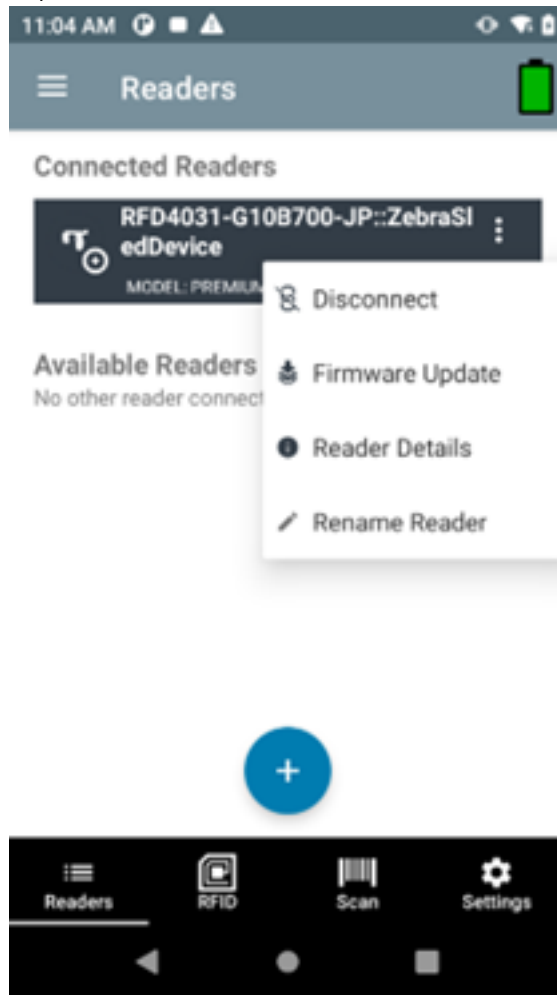 11:04 AM
Readers
Connected Readers
RFD4031-G10B700-JP::ZebraSl
edDevice
MODEL: PREMIUM
Disconnect
Available Readers
Firmware Update
No other reader connect
Reader Details
Rename Reader
+
Readers
RFID
Scan
Settings